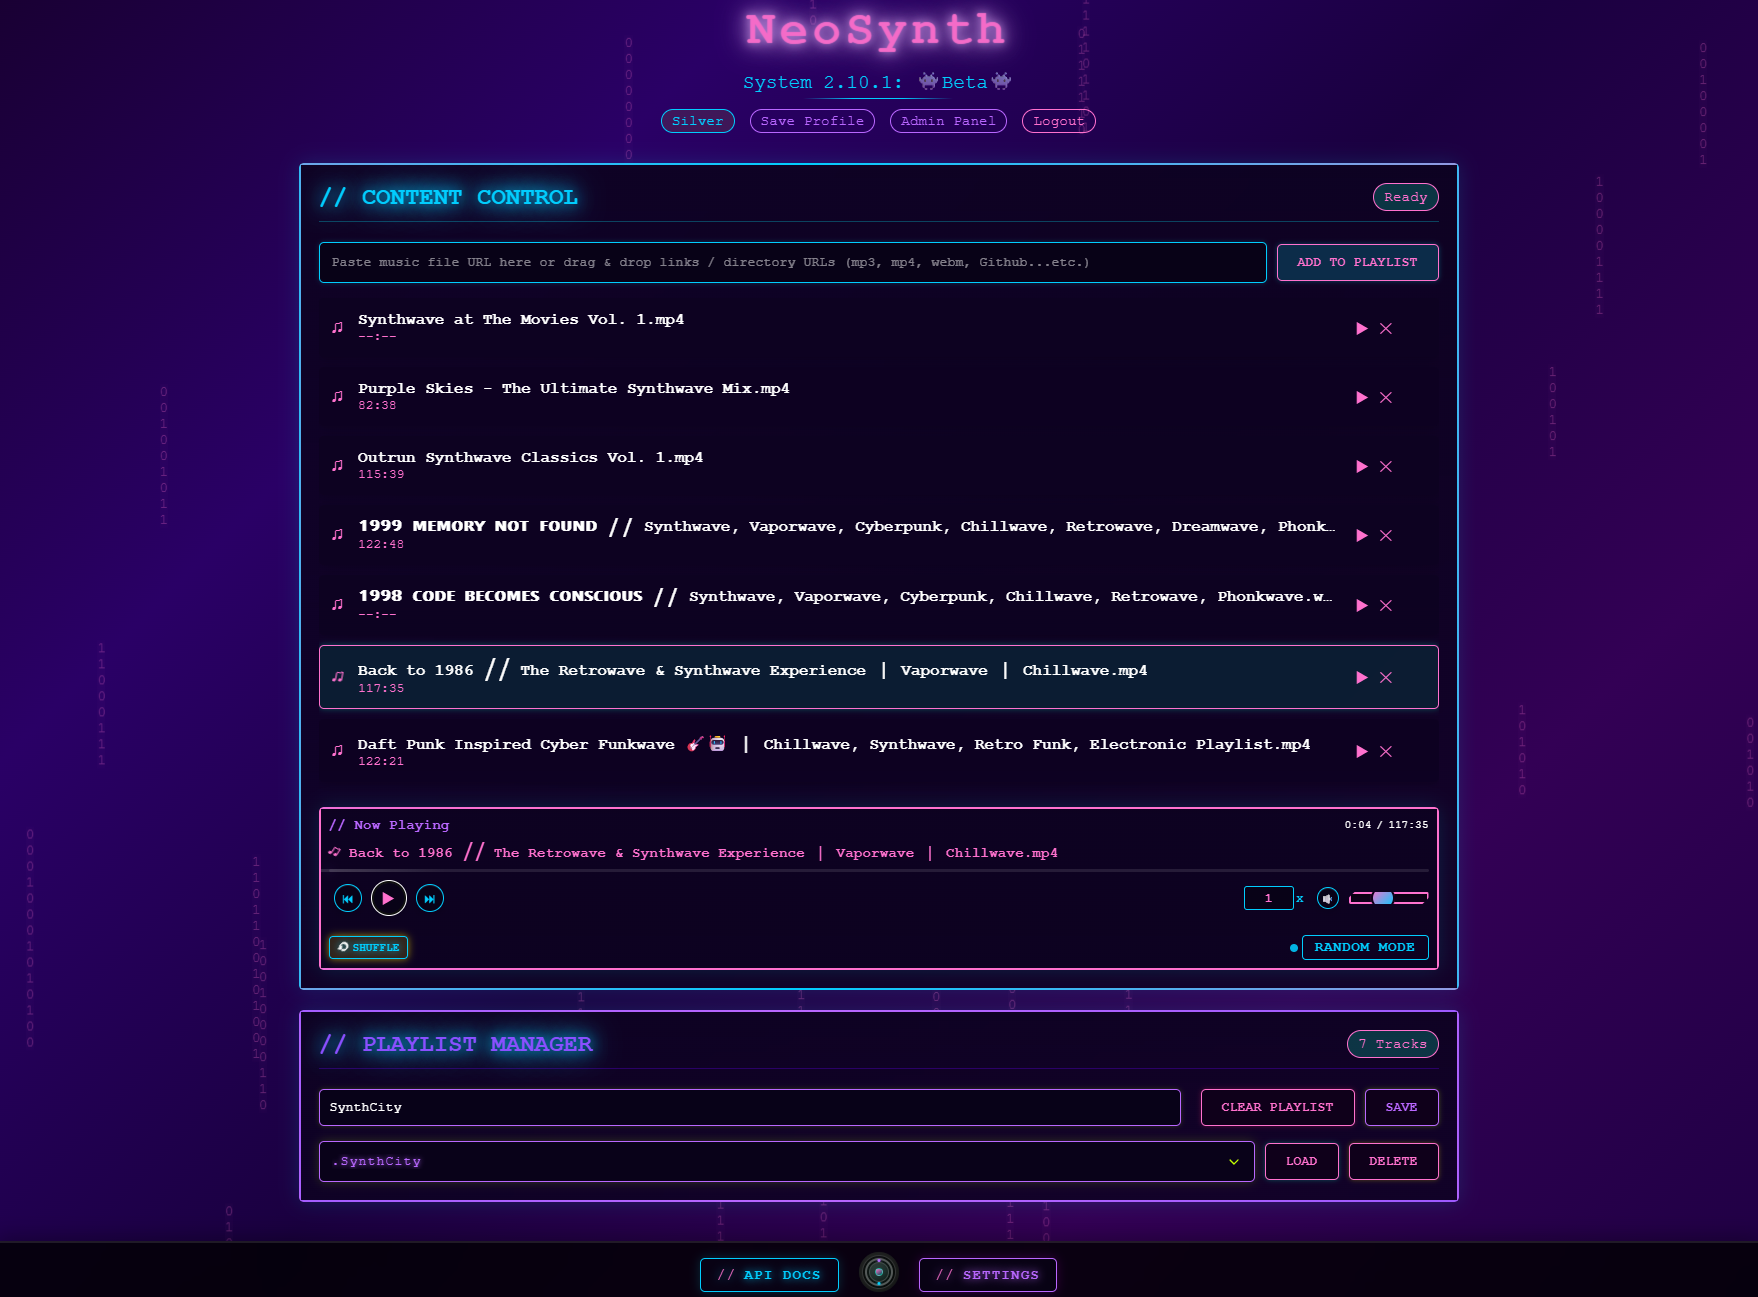 NeoSynth
System 2.10.1: 👾Beta👾
Silver
Save Profile
Admin Panel
Logout
// CONTENT CONTROL
Ready
Paste music file URL here or drag & drop links / directory URLs (mp3, mp4, webm, Github...etc.)
ADD TO PLAYLIST
Synthwave at The Movies Vol. 1.mp4
--:--
Purple Skies - The Ultimate Synthwave Mix.mp4
82:38
Outrun Synthwave Classics Vol. 1.mp4
115:39
1999 MEMORY NOT FOUND // Synthwave, Vaporwave, Cyberpunk, Chillwave, Retrowave, Dreamwave, Phonk…
122:48
1998 CODE BECOMES CONSCIOUS // Synthwave, Vaporwave, Cyberpunk, Chillwave, Retrowave, Phonkwave.w…
--:--
Back to 1986 // The Retrowave & Synthwave Experience | Vaporwave | Chillwave.mp4
117:35
Daft Punk Inspired Cyber Funkwave 🎸🤖 | Chillwave, Synthwave, Retro Funk, Electronic Playlist.mp4
122:21
// Now Playing
0:04 / 117:35
Back to 1986 // The Retrowave & Synthwave Experience | Vaporwave | Chillwave.mp4
1 x
SHUFFLE
RANDOM MODE
// PLAYLIST MANAGER
7 Tracks
SynthCity
CLEAR PLAYLIST
SAVE
.SynthCity
LOAD
DELETE
// API DOCS
// SETTINGS